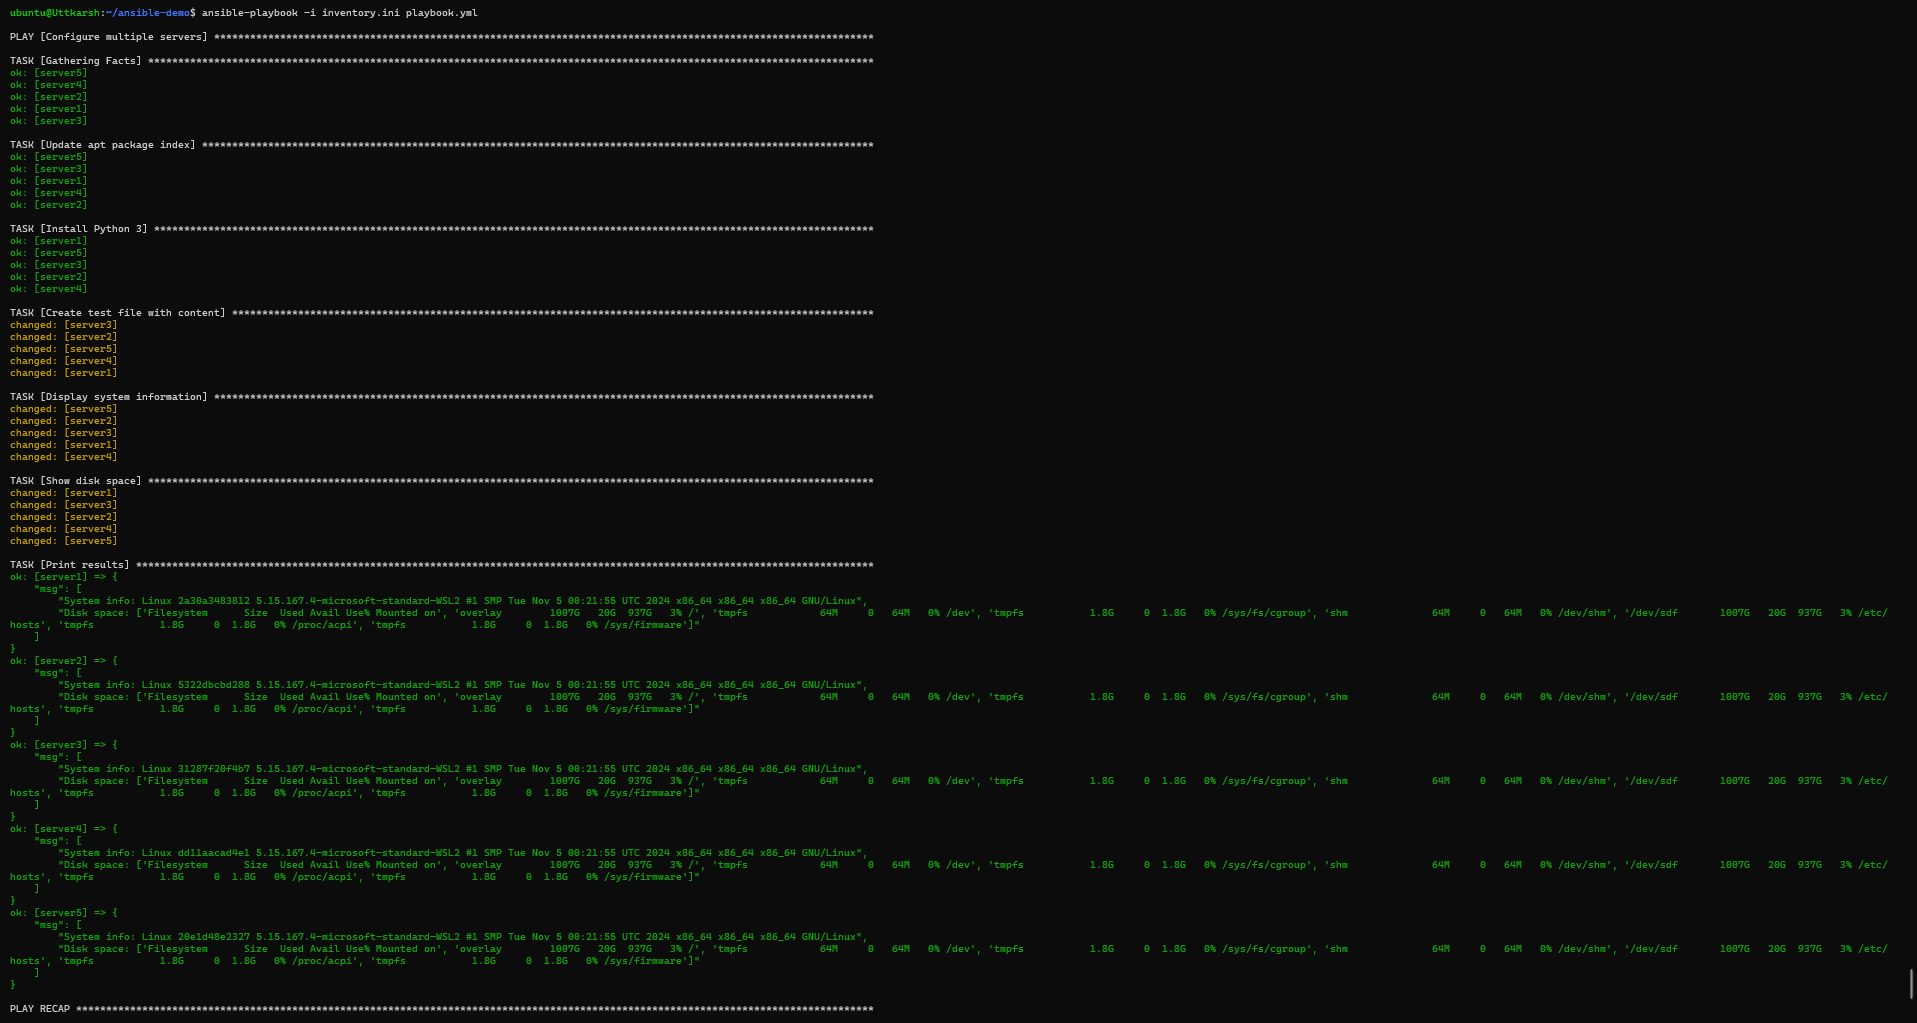 ubuntu@Uttkarsh:~/ansible-demo$ ansible-playbook -i inventory.ini playbook.yml
PLAY [Configure multiple servers] **************************************************************************************************************
TASK [Gathering Facts] *************************************************************************************************************************
ok: [server5]
ok: [server4]
ok: [server2]
ok: [server1]
ok: [server3]
TASK [Update apt package index] ****************************************************************************************************************
ok: [server5]
ok: [server3]
ok: [server1]
ok: [server4]
ok: [server2]
TASK [Install Python 3] ************************************************************************************************************************
ok: [server1]
ok: [server5]
ok: [server3]
ok: [server2]
ok: [server4]
TASK [Create test file with content] ***********************************************************************************************************
changed: [server3]
changed: [server2]
changed: [server5]
changed: [server4]
changed: [server1]
TASK [Display system information] **************************************************************************************************************
changed: [server5]
changed: [server2]
changed: [server3]
changed: [server1]
changed: [server4]
TASK [Show disk space] *************************************************************************************************************************
changed: [server1]
changed: [server3]
changed: [server2]
changed: [server4]
changed: [server5]
TASK [Print results] ***************************************************************************************************************************
ok: [server1] => {
    "msg": [
        "System info: Linux 2a30a3483812 5.15.167.4-microsoft-standard-WSL2 #1 SMP Tue Nov 5 00:21:55 UTC 2024 x86_64 x86_64 x86_64 GNU/Linux",
        "Disk space: ['Filesystem      Size  Used Avail Use% Mounted on', 'overlay        1007G   20G  937G   3% /', 'tmpfs            64M     0   64M   0% /dev', 'tmpfs           1.8G     0  1.8G   0% /sys/fs/cgroup', 'shm              64M     0   64M   0% /dev/shm', '/dev/sdf       1007G   20G  937G   3% /etc/
hosts', 'tmpfs           1.8G     0  1.8G   0% /proc/acpi', 'tmpfs           1.8G     0  1.8G   0% /sys/firmware']"
    ]
}
ok: [server2] => {
    "msg": [
        "System info: Linux 5322dbcbd288 5.15.167.4-microsoft-standard-WSL2 #1 SMP Tue Nov 5 00:21:55 UTC 2024 x86_64 x86_64 x86_64 GNU/Linux",
        "Disk space: ['Filesystem      Size  Used Avail Use% Mounted on', 'overlay        1007G   20G  937G   3% /', 'tmpfs            64M     0   64M   0% /dev', 'tmpfs           1.8G     0  1.8G   0% /sys/fs/cgroup', 'shm              64M     0   64M   0% /dev/shm', '/dev/sdf       1007G   20G  937G   3% /etc/
hosts', 'tmpfs           1.8G     0  1.8G   0% /proc/acpi', 'tmpfs           1.8G     0  1.8G   0% /sys/firmware']"
    ]
}
ok: [server3] => {
    "msg": [
        "System info: Linux 31287f20f4b7 5.15.167.4-microsoft-standard-WSL2 #1 SMP Tue Nov 5 00:21:55 UTC 2024 x86_64 x86_64 x86_64 GNU/Linux",
        "Disk space: ['Filesystem      Size  Used Avail Use% Mounted on', 'overlay        1007G   20G  937G   3% /', 'tmpfs            64M     0   64M   0% /dev', 'tmpfs           1.8G     0  1.8G   0% /sys/fs/cgroup', 'shm              64M     0   64M   0% /dev/shm', '/dev/sdf       1007G   20G  937G   3% /etc/
hosts', 'tmpfs           1.8G     0  1.8G   0% /proc/acpi', 'tmpfs           1.8G     0  1.8G   0% /sys/firmware']"
    ]
}
ok: [server4] => {
    "msg": [
        "System info: Linux dd11aacad4e1 5.15.167.4-microsoft-standard-WSL2 #1 SMP Tue Nov 5 00:21:55 UTC 2024 x86_64 x86_64 x86_64 GNU/Linux",
        "Disk space: ['Filesystem      Size  Used Avail Use% Mounted on', 'overlay        1007G   20G  937G   3% /', 'tmpfs            64M     0   64M   0% /dev', 'tmpfs           1.8G     0  1.8G   0% /sys/fs/cgroup', 'shm              64M     0   64M   0% /dev/shm', '/dev/sdf       1007G   20G  937G   3% /etc/
hosts', 'tmpfs           1.8G     0  1.8G   0% /proc/acpi', 'tmpfs           1.8G     0  1.8G   0% /sys/firmware']"
    ]
}
ok: [server5] => {
    "msg": [
        "System info: Linux 20e1d48e2327 5.15.167.4-microsoft-standard-WSL2 #1 SMP Tue Nov 5 00:21:55 UTC 2024 x86_64 x86_64 x86_64 GNU/Linux",
        "Disk space: ['Filesystem      Size  Used Avail Use% Mounted on', 'overlay        1007G   20G  937G   3% /', 'tmpfs            64M     0   64M   0% /dev', 'tmpfs           1.8G     0  1.8G   0% /sys/fs/cgroup', 'shm              64M     0   64M   0% /dev/shm', '/dev/sdf       1007G   20G  937G   3% /etc/
hosts', 'tmpfs           1.8G     0  1.8G   0% /proc/acpi', 'tmpfs           1.8G     0  1.8G   0% /sys/firmware']"
    ]
}
PLAY RECAP *************************************************************************************************************************************